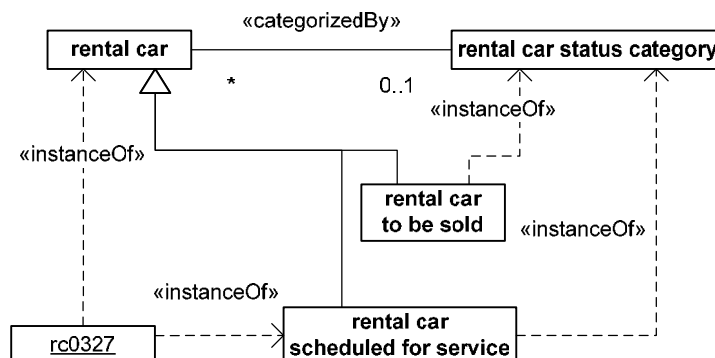 «categorizedBy»
rental car
rental car status category
*
0..1
«instanceOf»
«instanceOf»
rental car
to be sold
«instanceOf»
«instanceOf»
rc0327
rental car
scheduled for service